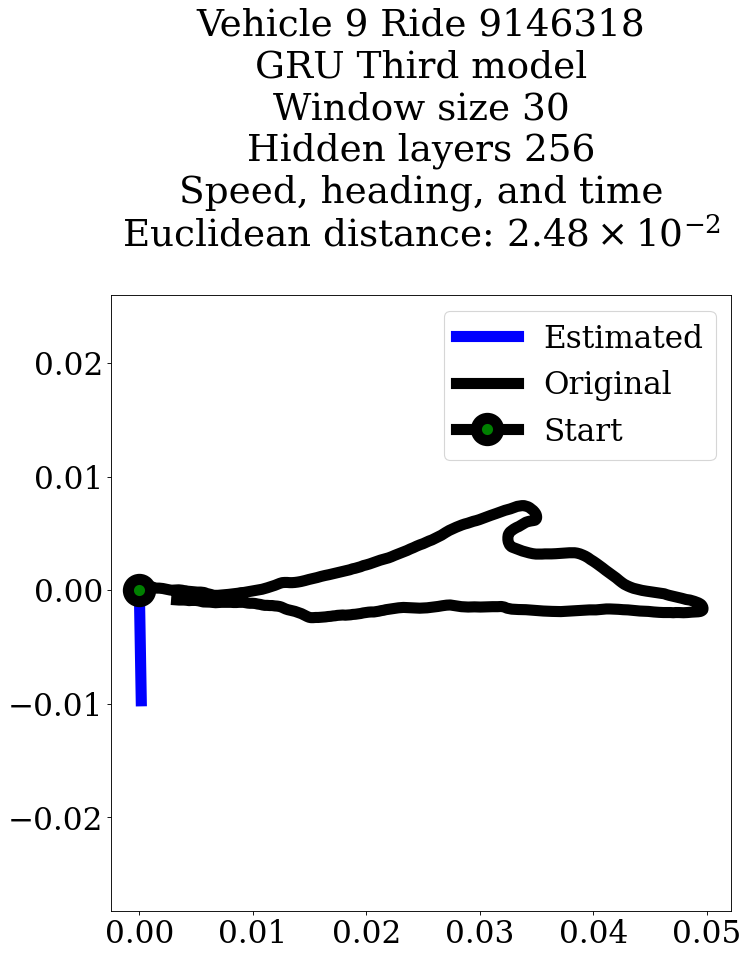 Vehicle 9 Ride 9146318
GRU Third model
Window size 30
Hidden layers 256
Speed, heading, and time
Euclidean distance: 2.48 × 10⁻²
Estimated
Original
Start
0.02
0.01
0.00
−0.01
−0.02
0.00 0.01 0.02 0.03 0.04 0.05